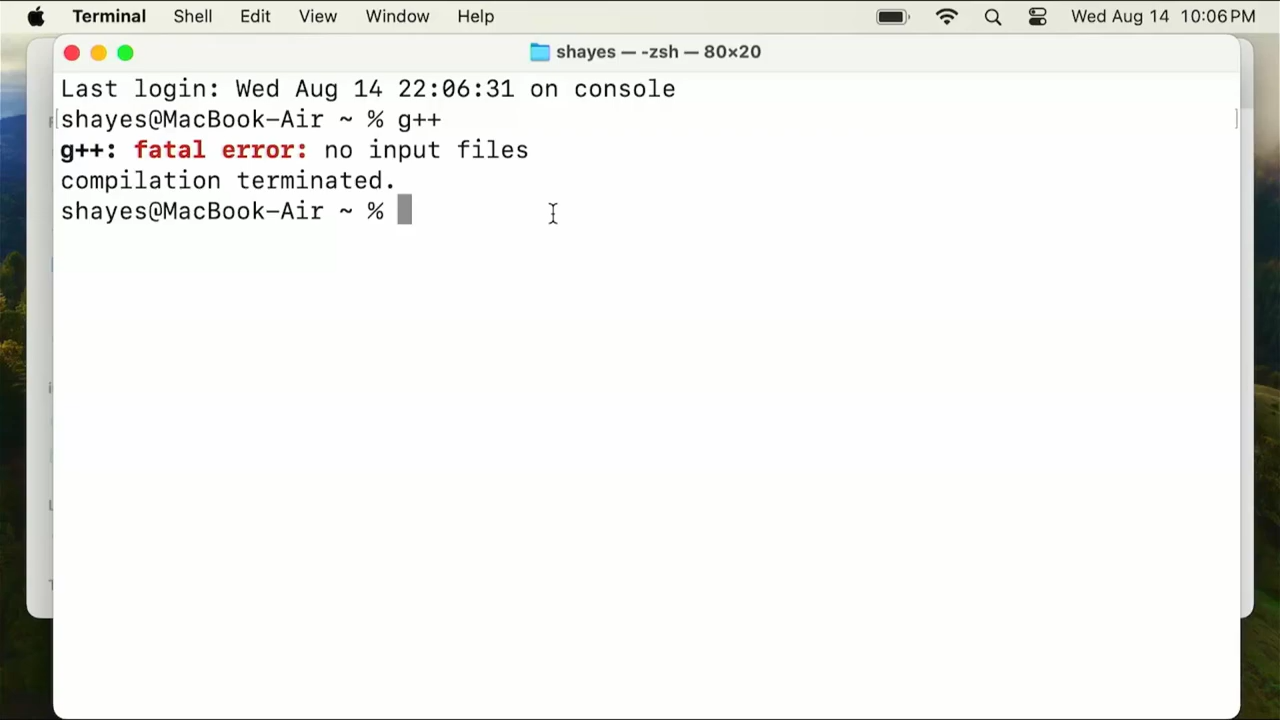 Terminal Shell Edit View Window Help Wed Aug 14 10:06 PM
shayes — -zsh — 80×20
Last login: Wed Aug 14 22:06:31 on console
shayes@MacBook-Air ~ % g++
g++: fatal error: no input files
compilation terminated.
shayes@MacBook-Air ~ %